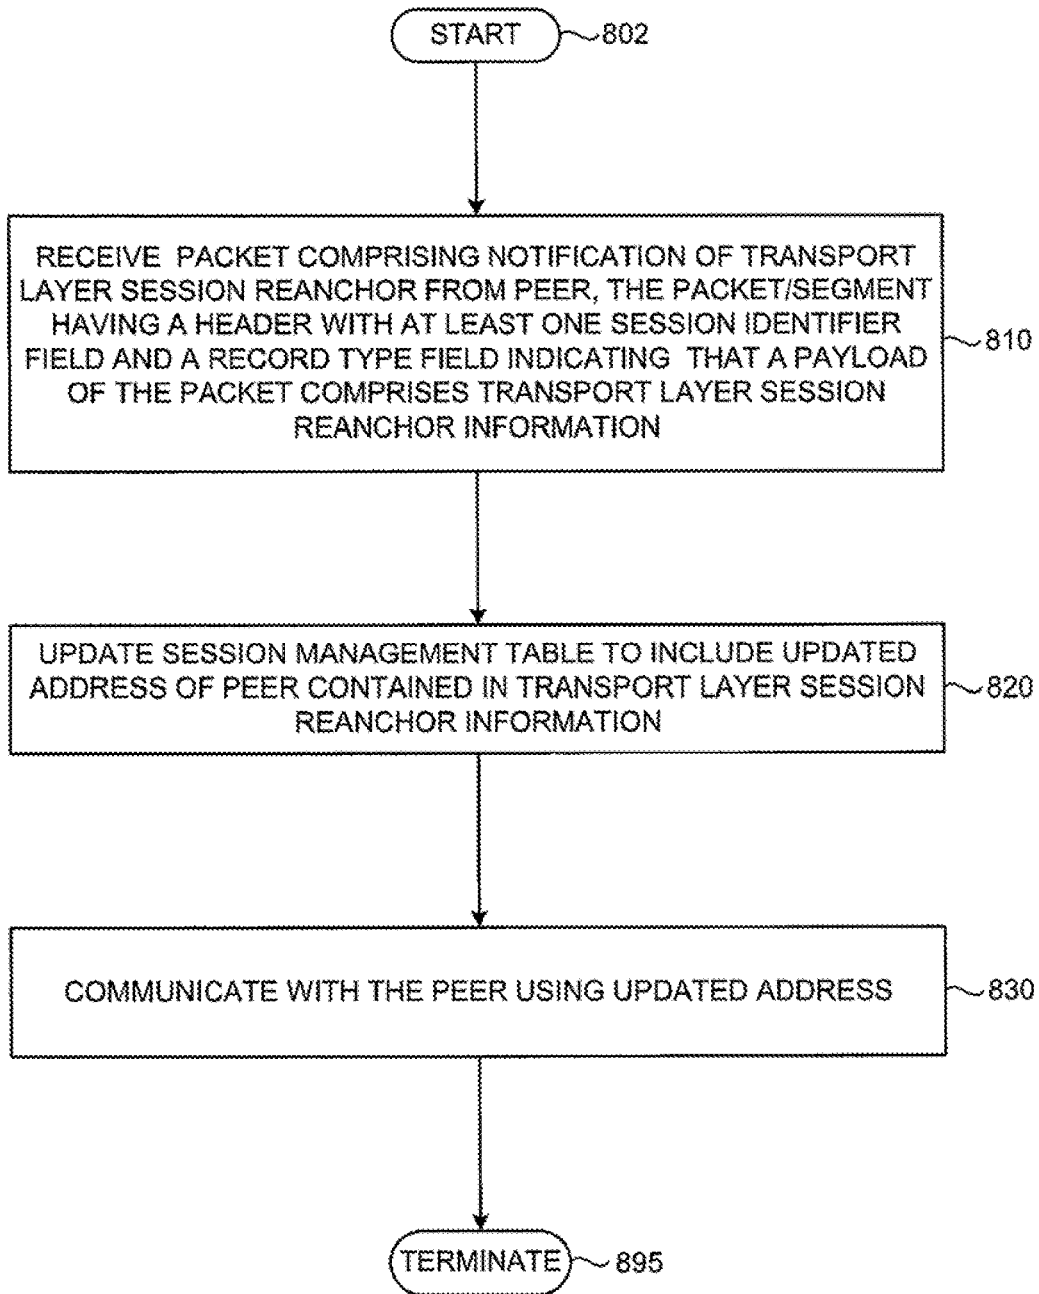 START
802
RECEIVE PACKET COMPRISING NOTIFICATION OF TRANSPORT
LAYER SESSION REANCHOR FROM PEER, THE PACKET/SEGMENT
HAVING A HEADER WITH AT LEAST ONE SESSION IDENTIFIER
FIELD AND A RECORD TYPE FIELD INDICATING THAT A PAYLOAD
OF THE PACKET COMPRISES TRANSPORT LAYER SESSION
REANCHOR INFORMATION
810
UPDATE SESSION MANAGEMENT TABLE TO INCLUDE UPDATED
ADDRESS OF PEER CONTAINED IN TRANSPORT LAYER SESSION
REANCHOR INFORMATION
820
COMMUNICATE WITH THE PEER USING UPDATED ADDRESS
830
TERMINATE
895